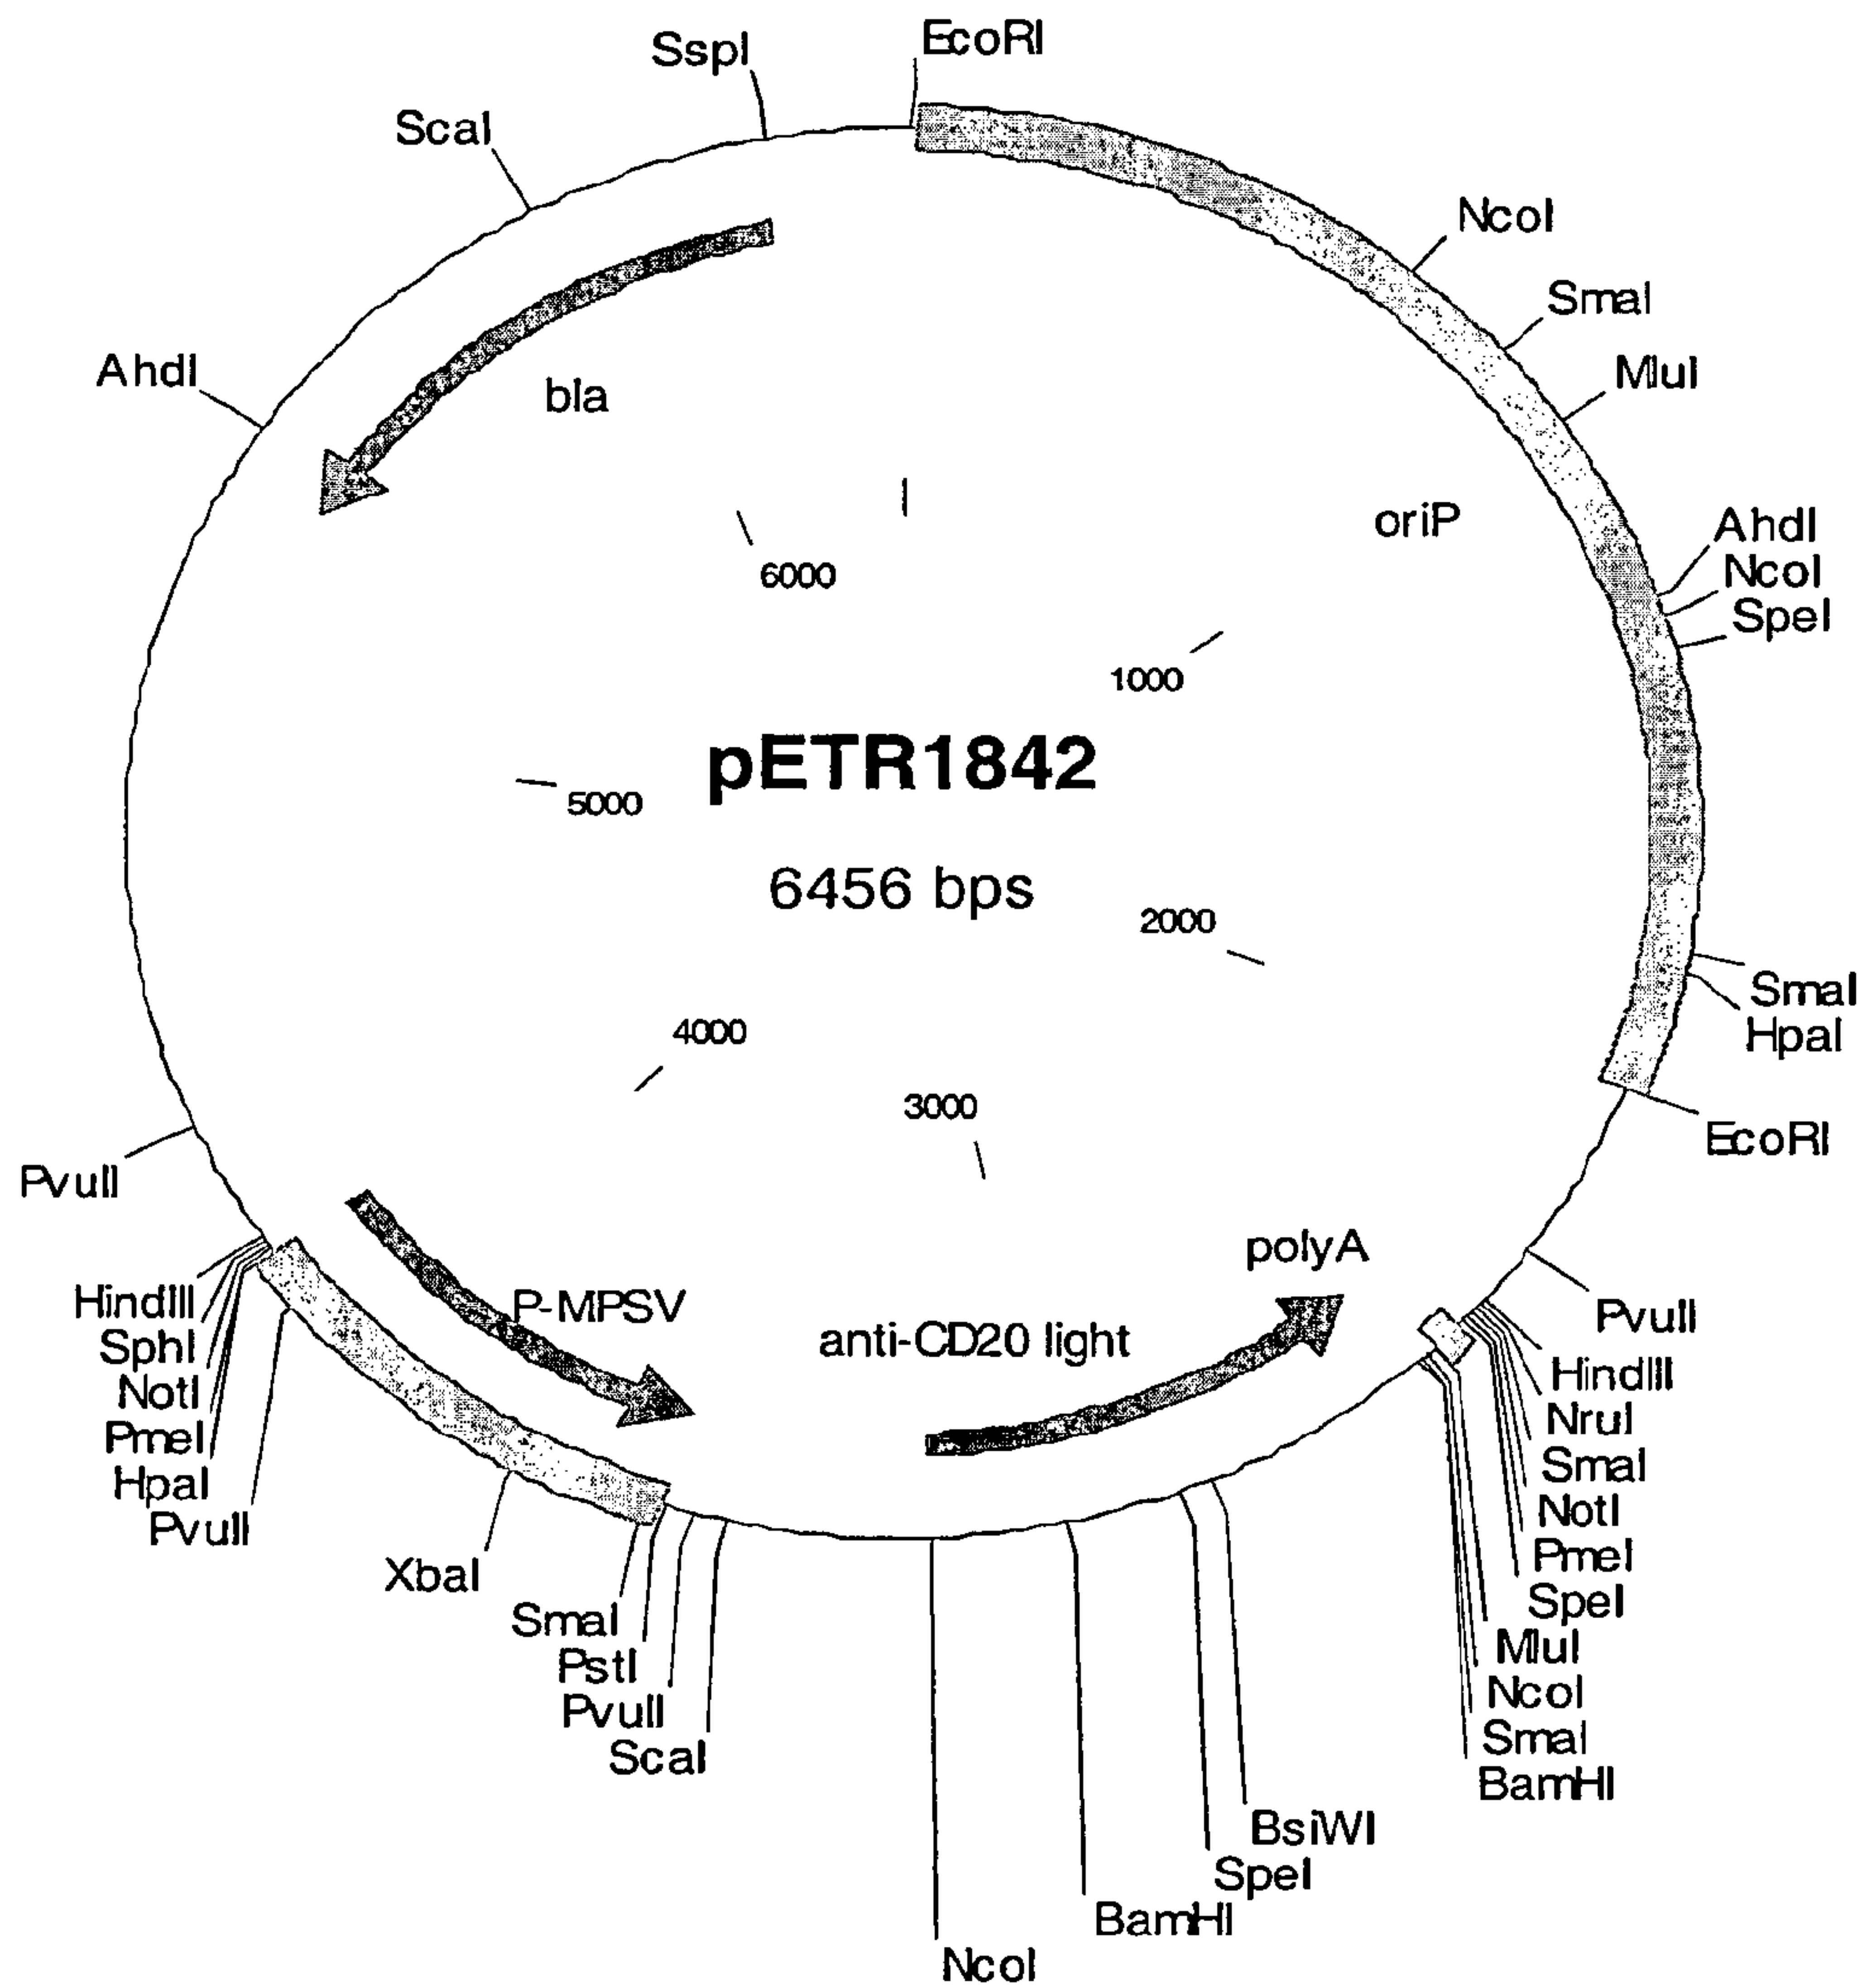 EcoRI
SspI
ScaI
NcoI
SmaI
MluI
AhdI
bla
oriP
AhdI
NcoI
SpeI
6000
1000
pETR1842
5000
6456 bps
2000
SmaI
HpaI
4000
3000
EcoRI
PvuII
polyA
P-MPSV
anti-CD20 light
PvuII
HindIII
SphI
NotI
PmeI
HpaI
PvuII
HindIII
NruI
SmaI
NotI
PmeI
SpeI
MluI
NcoI
SmaI
BamHI
XbaI
SmaI
PstI
PvuII
ScaI
BsiWI
SpeI
BamHI
NcoI